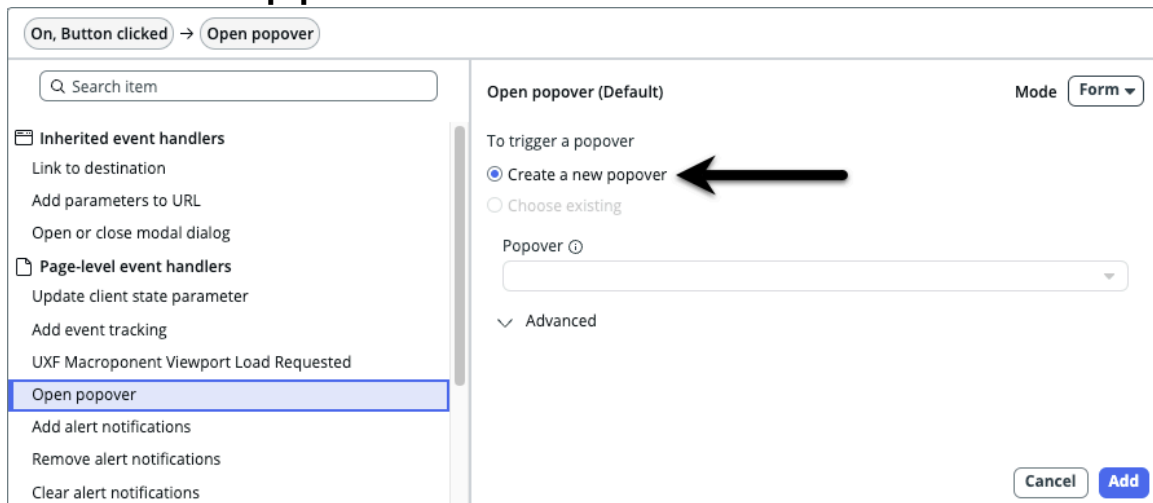 On, Button clicked → Open popover
Search item
Inherited event handlers
Link to destination
Add parameters to URL
Open or close modal dialog
Page-level event handlers
Update client state parameter
Add event tracking
UXF Macroponent Viewport Load Requested
Open popover
Add alert notifications
Remove alert notifications
Clear alert notifications
Open popover (Default)
Mode Form
To trigger a popover
Create a new popover
Choose existing
Popover
Advanced
Cancel Add